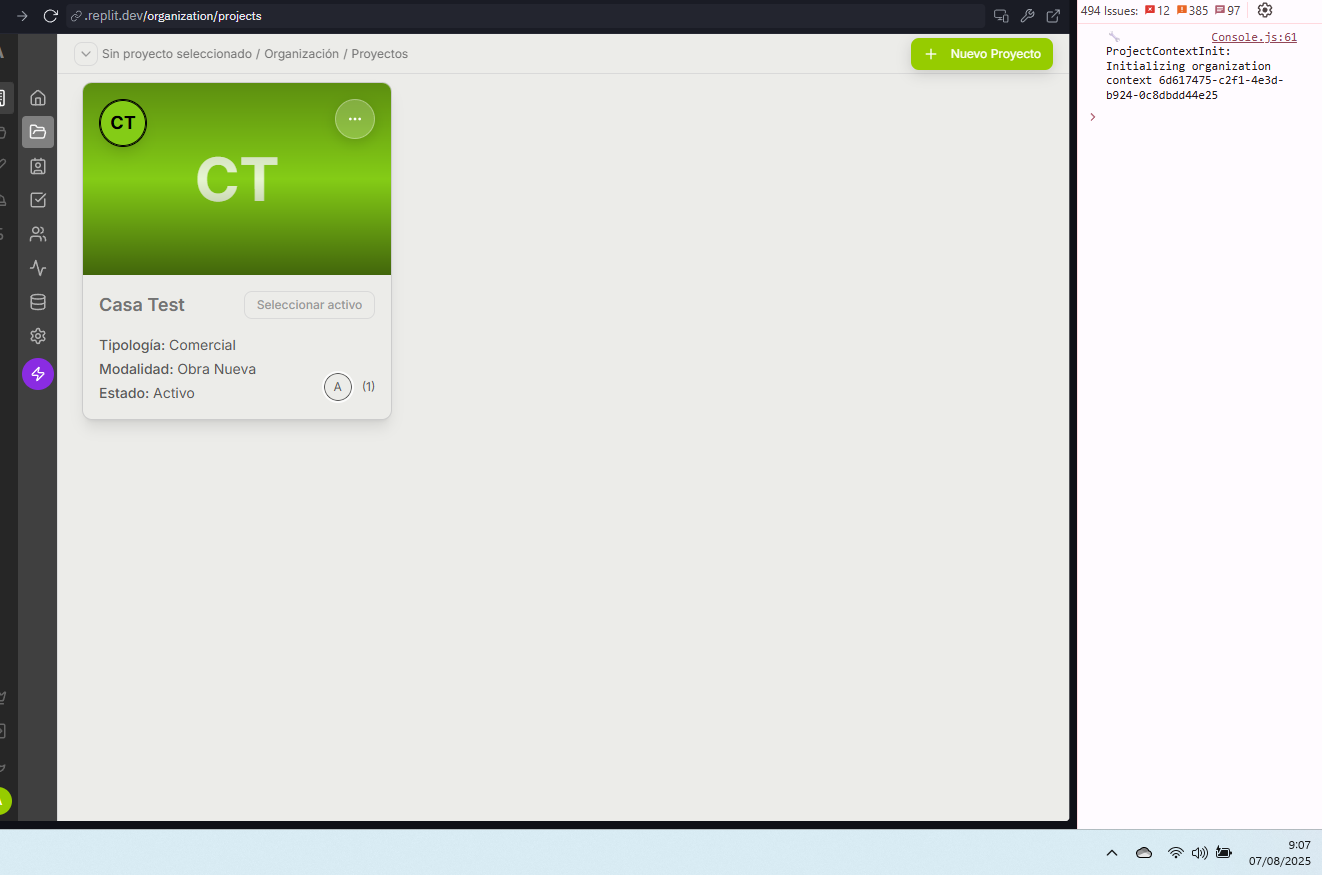 .replit.dev/organization/projects
494 Issues: 12 385 97
Sin proyecto seleccionado / Organización / Proyectos
+ Nuevo Proyecto
CT
...
CT
Casa Test
Seleccionar activo
Tipología: Comercial
Modalidad: Obra Nueva
Estado: Activo
A (1)
Console.js:61
ProjectContextInit:
Initializing organization
context 6d617475-c2f1-4e3d-
b924-0c8dbdd44e25
>
9:07
07/08/2025